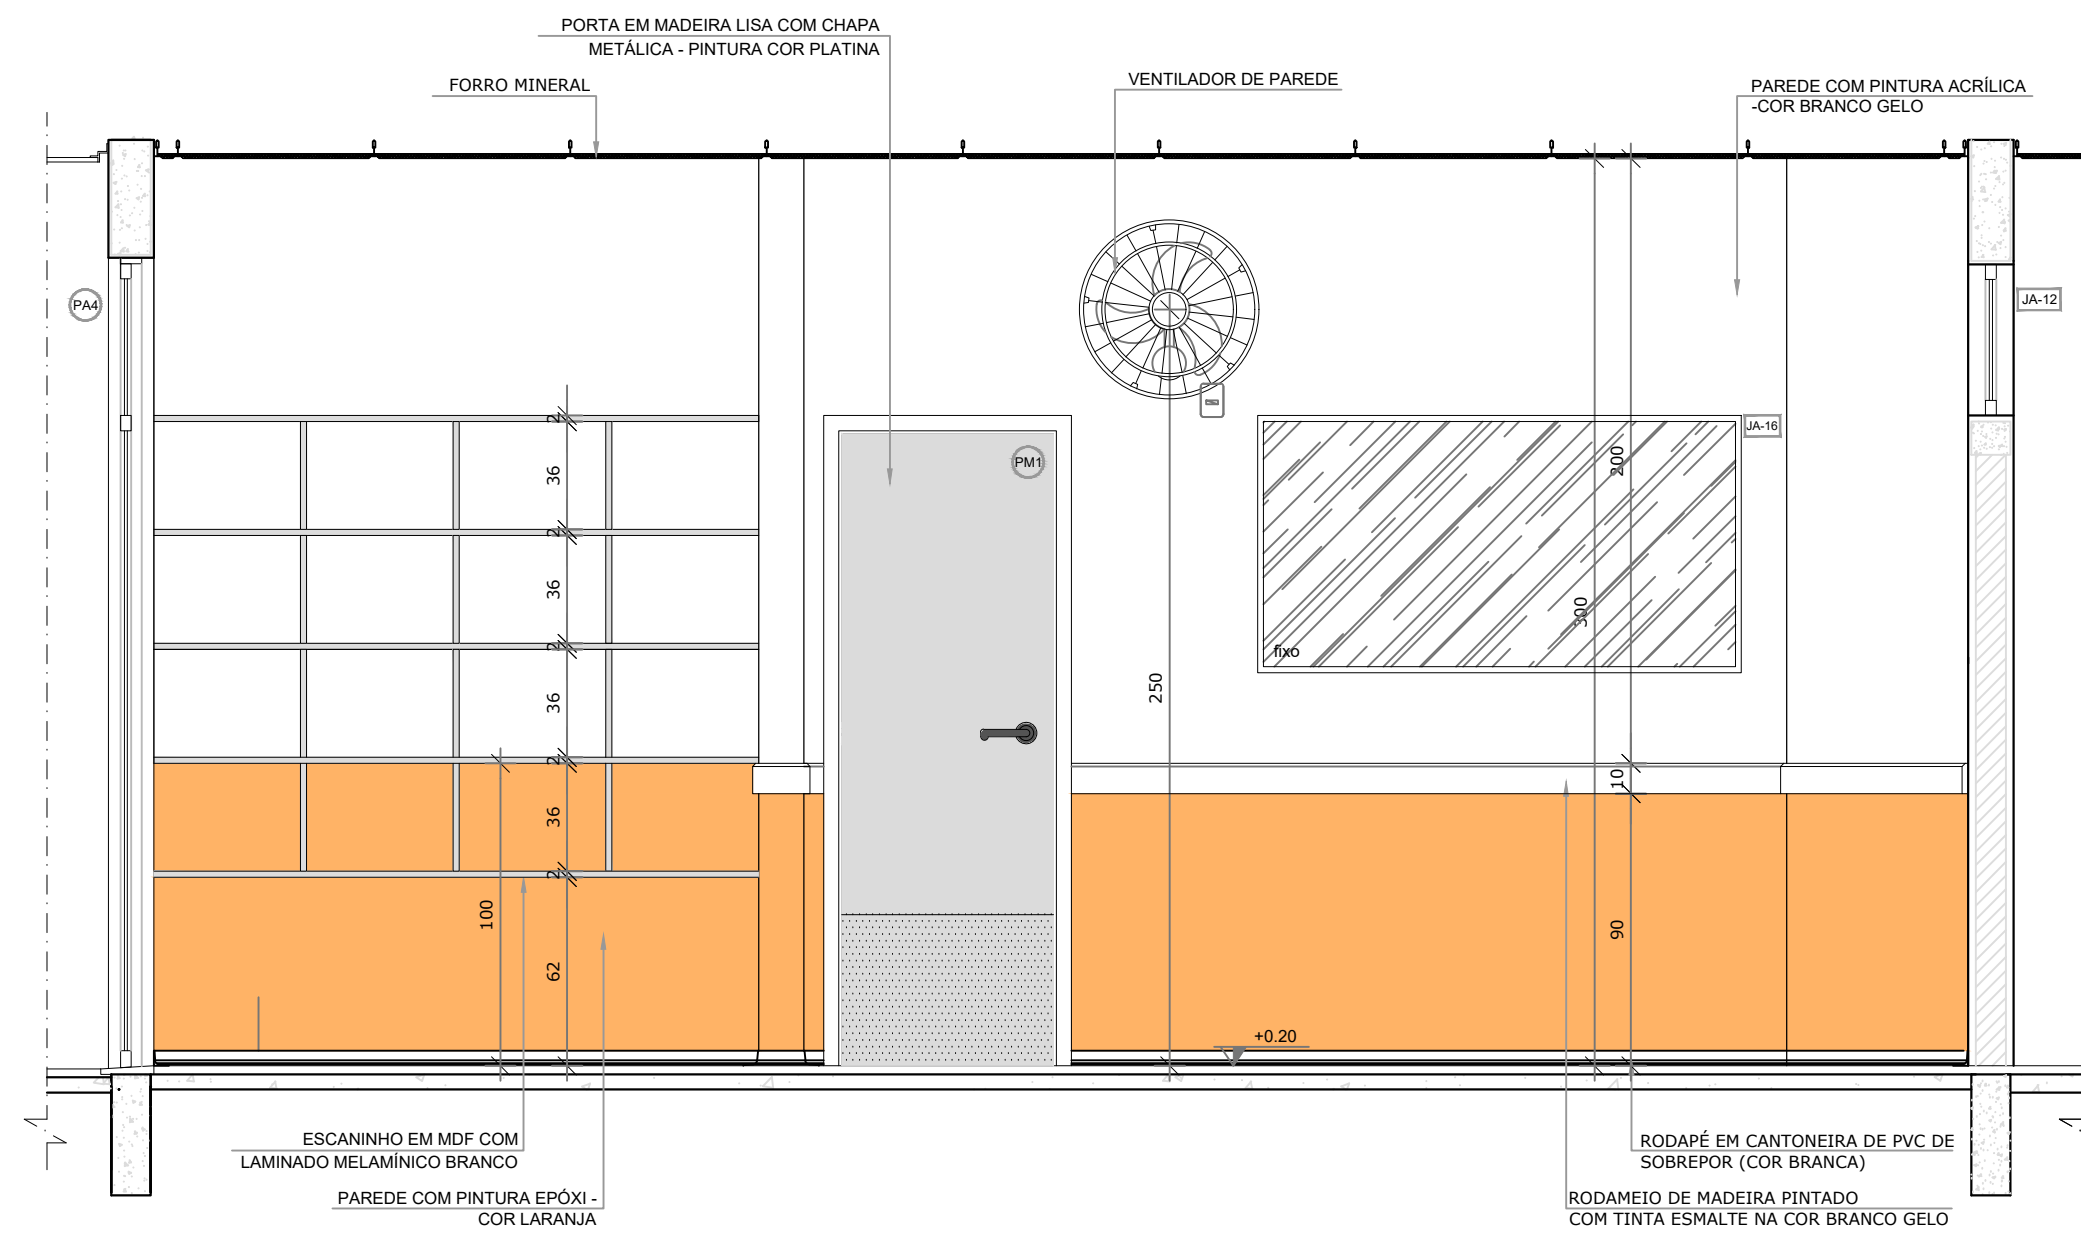 PORTA EM MADEIRA LISA COM CHAPA
METÁLICA - PINTURA COR PLATINA
FORRO MINERAL
VENTILADOR DE PAREDE
PAREDE COM PINTURA ACRÍLICA
-COR BRANCO GELO
PA4
JA-12
2
36
2
36
2
36
2
36
2
62
100
PM1
JA-16
200
300
fixo
250
10
90
+0.20
ESCANINHO EM MDF COM
LAMINADO MELAMÍNICO BRANCO
PAREDE COM PINTURA EPÓXI -
COR LARANJA
RODAPÉ EM CANTONEIRA DE PVC DE
SOBREPOR (COR BRANCA)
RODAMEIO DE MADEIRA PINTADO
COM TINTA ESMALTE NA COR BRANCO GELO